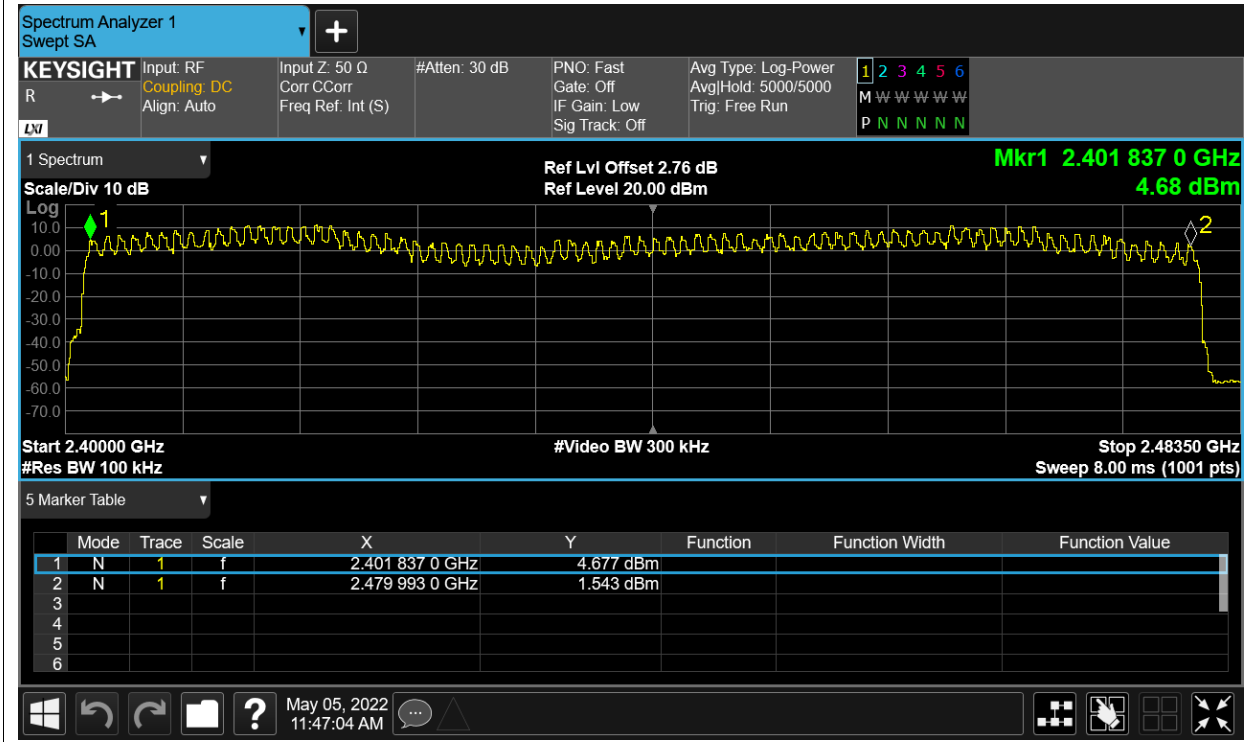 Spectrum Analyzer 1
Swept SA
KEYSIGHT
R
LXI
Input: RF
Coupling: DC
Align: Auto
Input Z: 50 Ω
Corr CCorr
Freq Ref: Int (S)
#Atten: 30 dB
PNO: Fast
Gate: Off
IF Gain: Low
Sig Track: Off
Avg Type: Log-Power
Avg|Hold: 5000/5000
Trig: Free Run
1 2 3 4 5 6
M W W W W W
P N N N N N
1 Spectrum
Scale/Div 10 dB
Ref Lvl Offset 2.76 dB
Ref Level 20.00 dBm
Mkr1 2.401 837 0 GHz
4.68 dBm
Log
10.0
0.00
-10.0
-20.0
-30.0
-40.0
-50.0
-60.0
-70.0
1
2
Start 2.40000 GHz
#Res BW 100 kHz
#Video BW 300 kHz
Stop 2.48350 GHz
Sweep 8.00 ms (1001 pts)
5 Marker Table
Mode Trace Scale X Y Function Function Width Function Value
1 N 1 f 2.401 837 0 GHz 4.677 dBm
2 N 1 f 2.479 993 0 GHz 1.543 dBm
3
4
5
6
?
May 05, 2022
11:47:04 AM